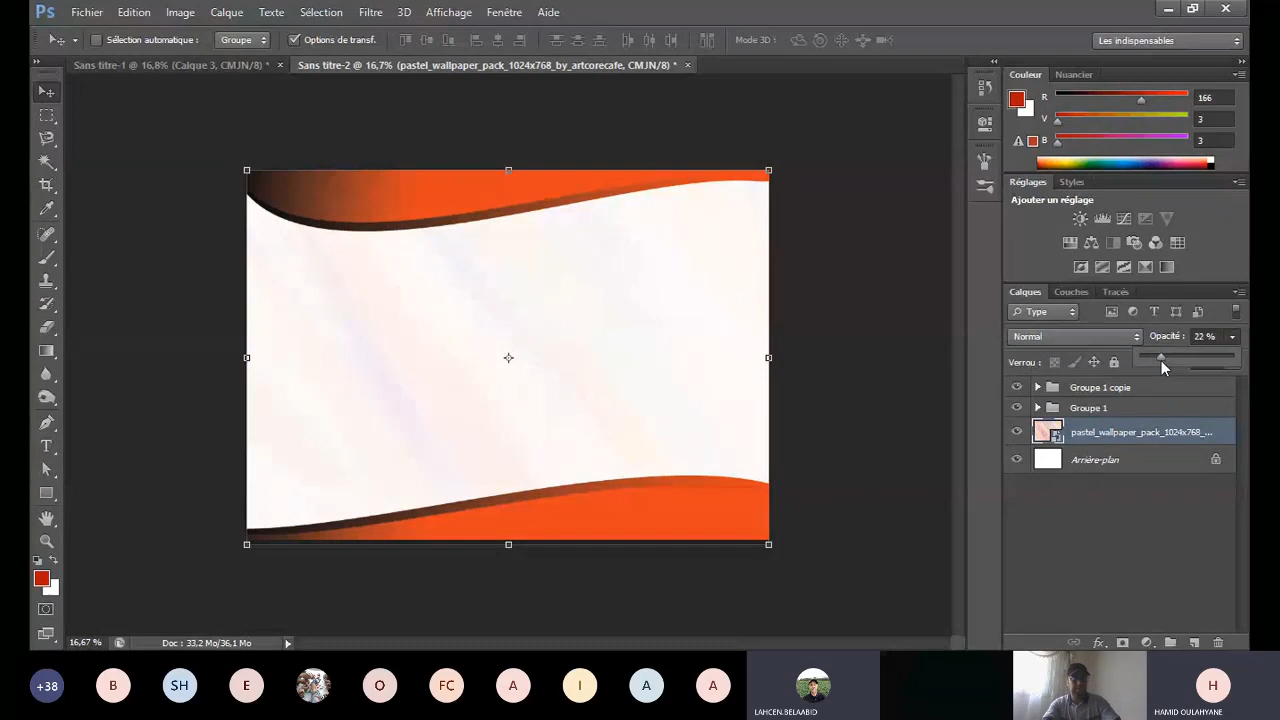 Ps Fichier Edition Image Calque Texte Sélection Filtre 3D Affichage Fenêtre Aide
Sélection automatique : Groupe Options de transf. Mode 3D : Les indispensables
Sans titre-1 @ 16,8% (Calque 3, CMJN/8) * × Sans titre-2 @ 16,7% (pastel_wallpaper_pack_1024x768_by_artcorecafe, CMJN/8) * ×
Couleur Nuancier
R 166
V 3
B 3
Réglages Styles
Ajouter un réglage
Calques Couches Tracés
Type
Normal Opacité : 22 %
Verrou :
Groupe 1 copie
Groupe 1
pastel_wallpaper_pack_1024x768_...
Arrière-plan
16,67 % Doc : 33,2 Mo/36,1 Mo
fx
+38 B SH E O FC A I A A H
LAHCEN.BELAABID HAMID OULAHYANE